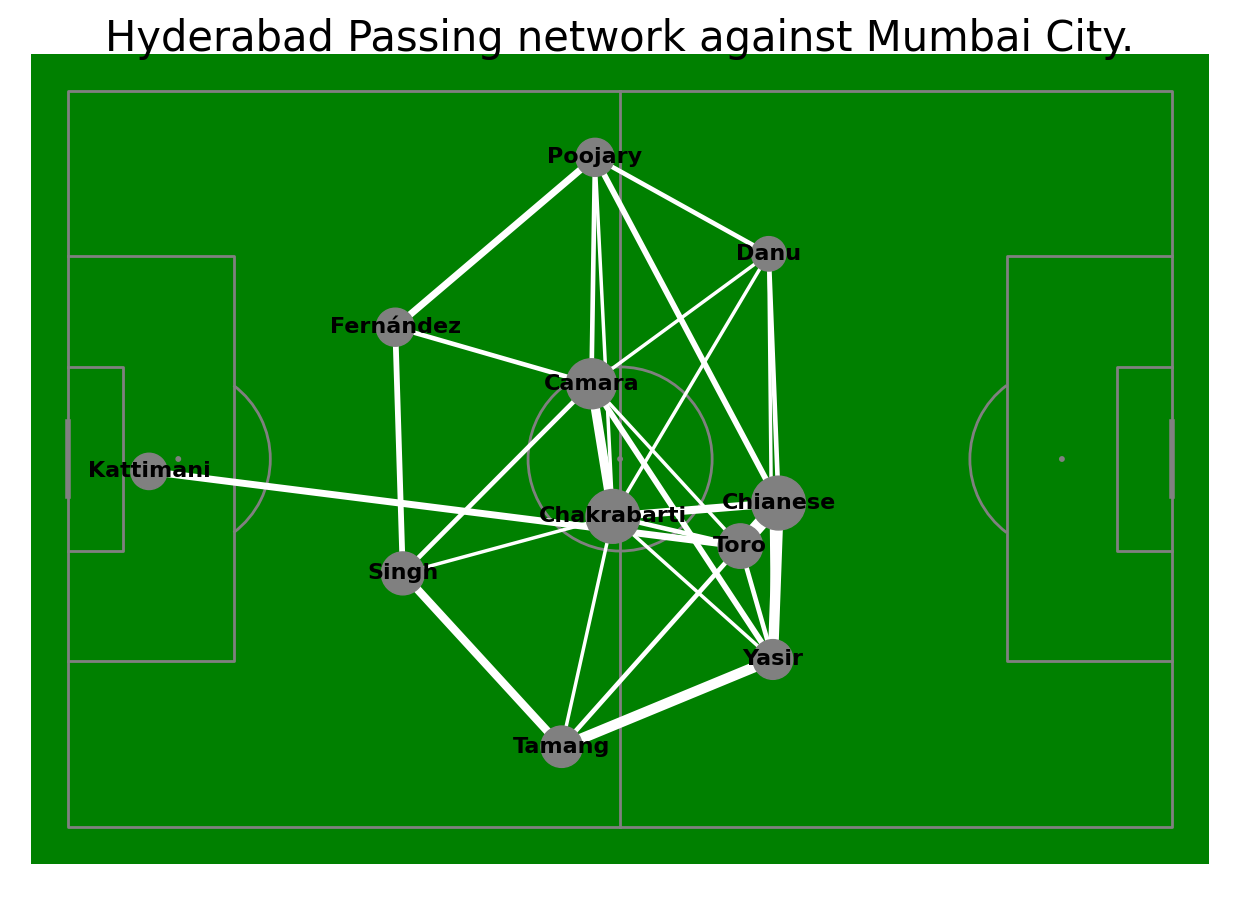 Hyderabad Passing network against Mumbai City.
Poojary
Danu
Fernández
Camara
Kattimani
Chianese
Chakrabarti
Toro
Singh
Yasir
Tamang